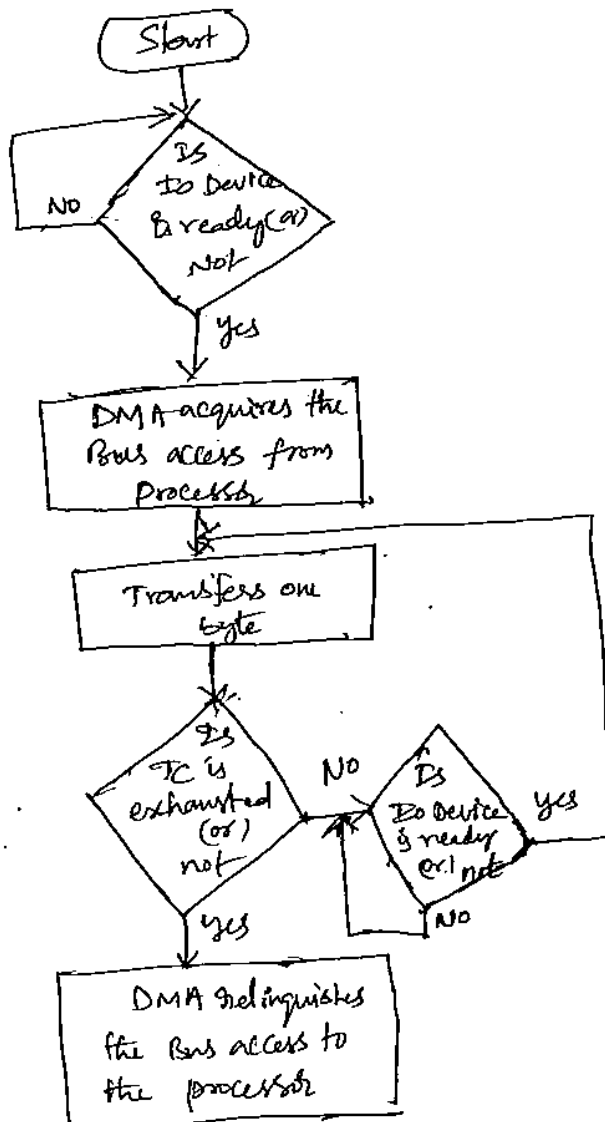 Start
Is
Io Device
is ready (or)
Not
No
Yes
DMA acquires the
Bus access from
processor
Transfers one
byte
Is
TC is
exhausted
(or)
not
No
Is
Io Device
is ready
(or) not
Yes
No
Yes
DMA relinquistes
the Bus access to
the processor